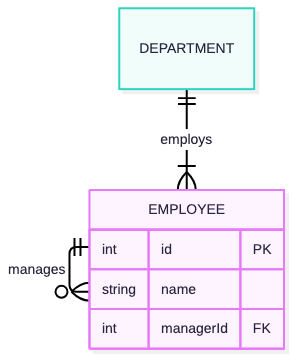 DEPARTMENT
employs
EMPLOYEE
int id PK
manages
string name
int managerId FK